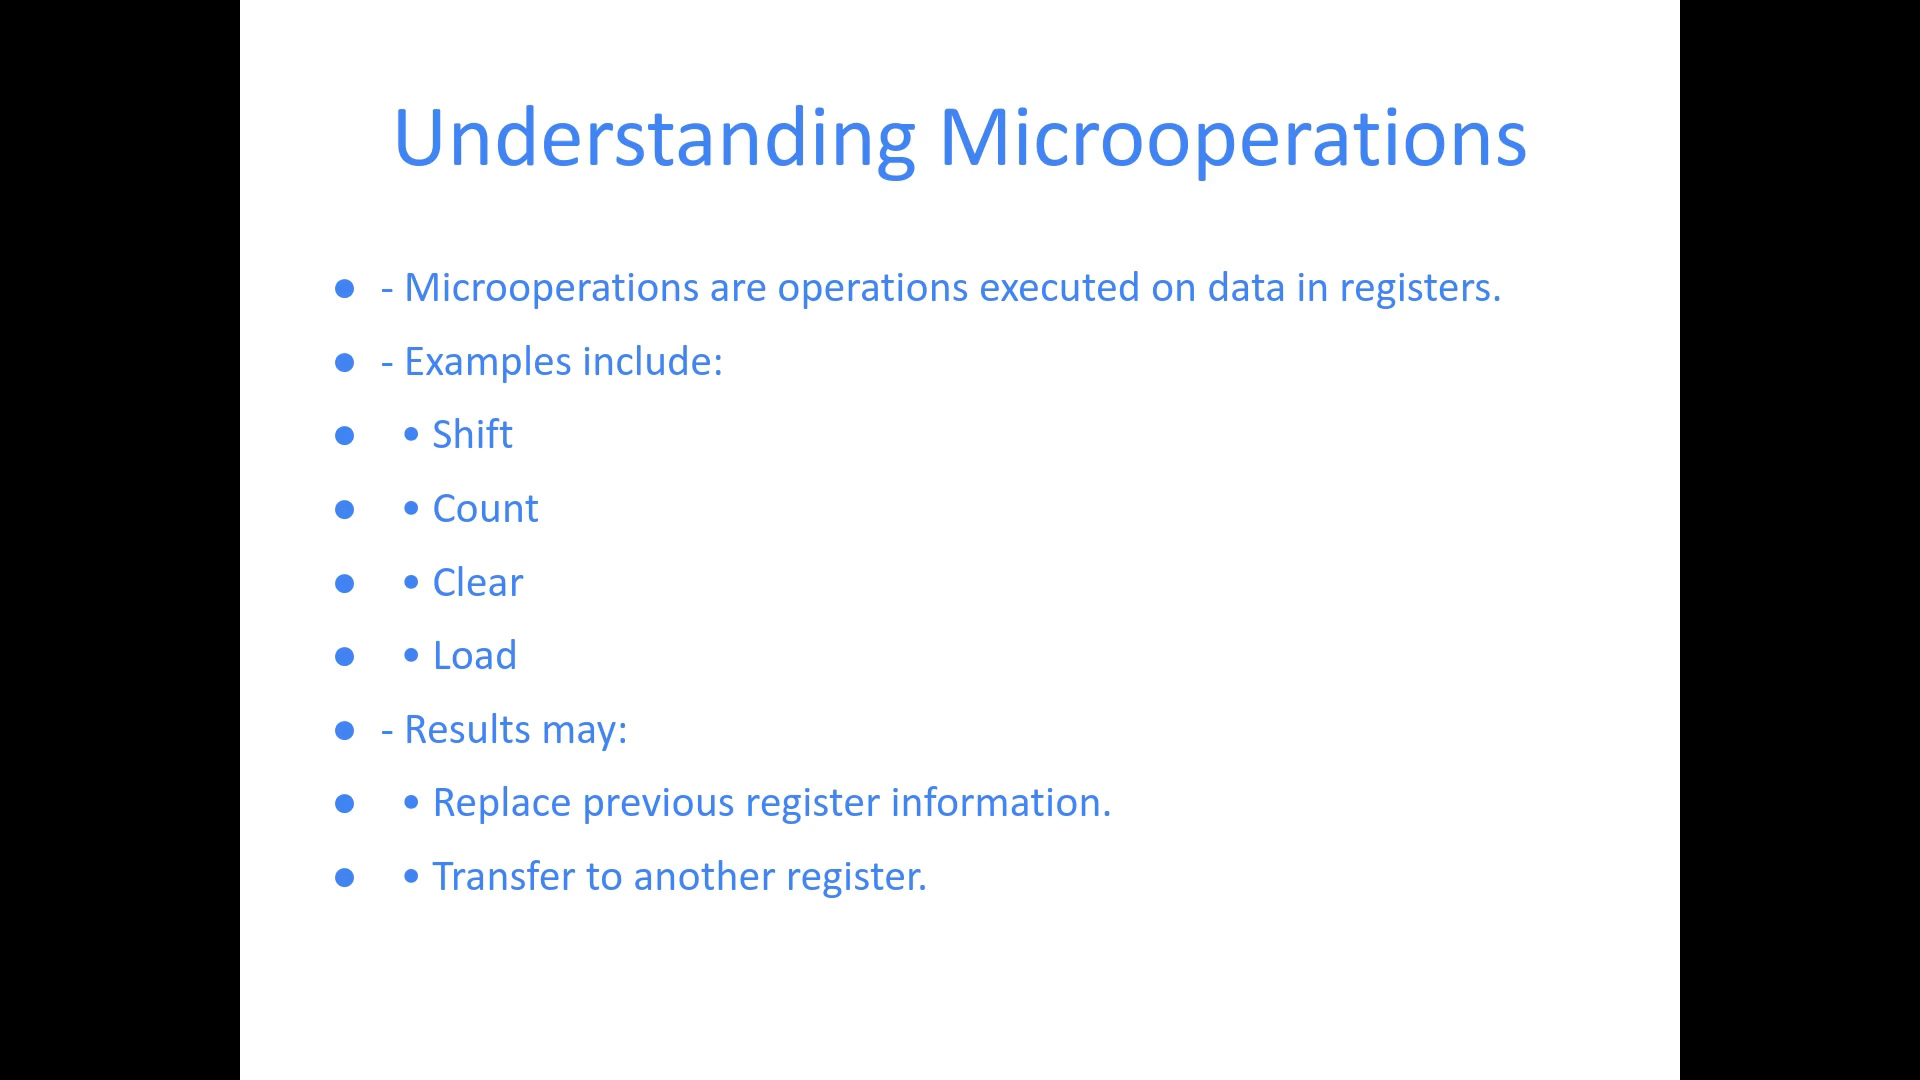 Understanding Microoperations
● - Microoperations are operations executed on data in registers.
● - Examples include:
● • Shift
● • Count
● • Clear
● • Load
● - Results may:
● • Replace previous register information.
● • Transfer to another register.